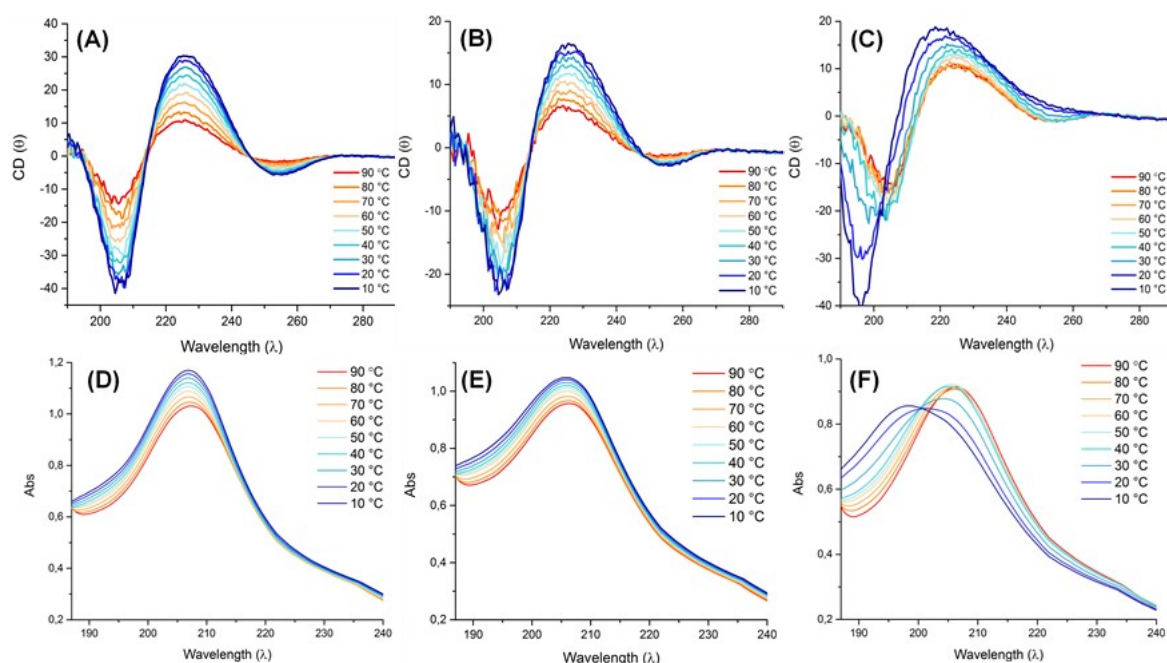 (A)
CD (θ)
40
30
20
10
0
-10
-20
-30
-40
200
220
240
260
280
Wavelength (λ)
90 °C
80 °C
70 °C
60 °C
50 °C
40 °C
30 °C
20 °C
10 °C
(B)
CD (θ)
20
10
0
-10
-20
200
220
240
260
280
Wavelength (λ)
90 °C
80 °C
70 °C
60 °C
50 °C
40 °C
30 °C
20 °C
10 °C
(C)
CD (θ)
20
10
0
-10
-20
-30
-40
200
220
240
260
280
Wavelength (λ)
90 °C
80 °C
70 °C
60 °C
50 °C
40 °C
30 °C
20 °C
10 °C
(D)
Abs
1,2
1,0
0,8
0,6
0,4
0,2
190
200
210
220
230
240
Wavelength (λ)
90 °C
80 °C
70 °C
60 °C
50 °C
40 °C
30 °C
20 °C
10 °C
(E)
Abs
1,0
0,8
0,6
0,4
0,2
190
200
210
220
230
240
Wavelength (λ)
90 °C
80 °C
70 °C
60 °C
50 °C
40 °C
30 °C
20 °C
10 °C
(F)
Abs
1,0
0,8
0,6
0,4
0,2
190
200
210
220
230
240
Wavelength (λ)
90 °C
80 °C
70 °C
60 °C
50 °C
40 °C
30 °C
20 °C
10 °C